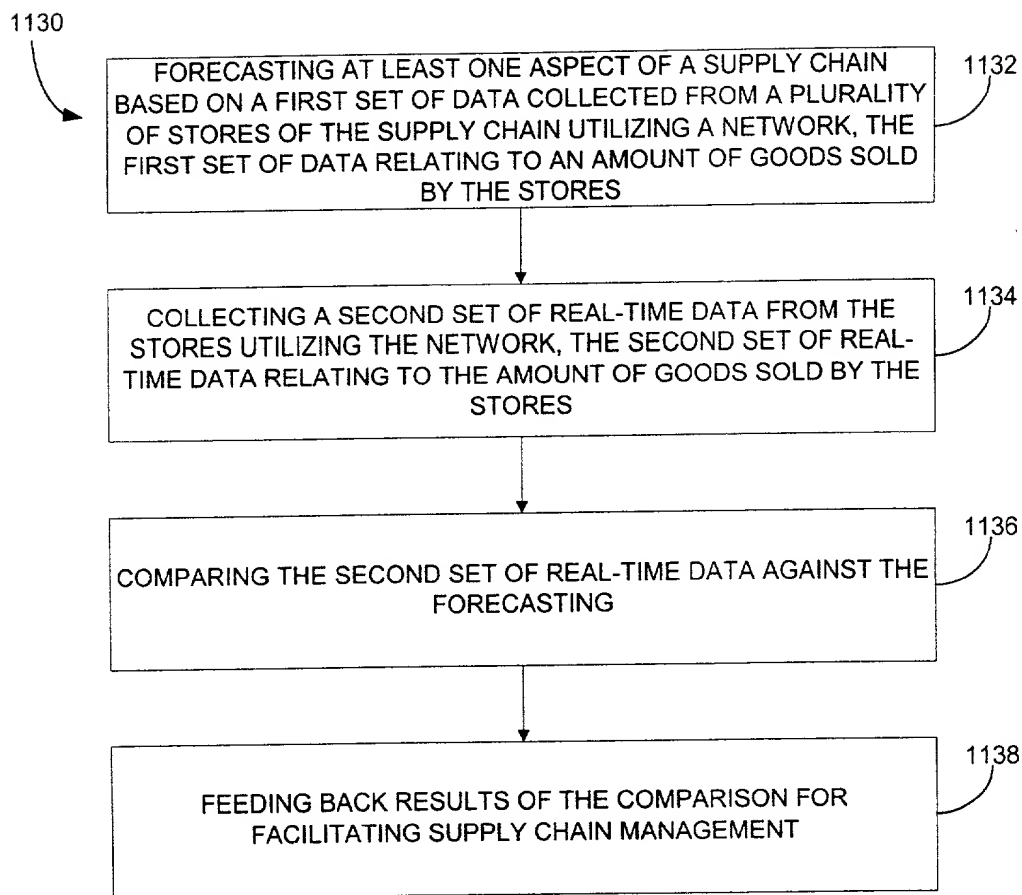 1130
FORECASTING AT LEAST ONE ASPECT OF A SUPPLY CHAIN
BASED ON A FIRST SET OF DATA COLLECTED FROM A PLURALITY
OF STORES OF THE SUPPLY CHAIN UTILIZING A NETWORK, THE
FIRST SET OF DATA RELATING TO AN AMOUNT OF GOODS SOLD
BY THE STORES
1132
COLLECTING A SECOND SET OF REAL-TIME DATA FROM THE
STORES UTILIZING THE NETWORK, THE SECOND SET OF REAL-
TIME DATA RELATING TO THE AMOUNT OF GOODS SOLD BY THE
STORES
1134
COMPARING THE SECOND SET OF REAL-TIME DATA AGAINST THE
FORECASTING
1136
FEEDING BACK RESULTS OF THE COMPARISON FOR
FACILITATING SUPPLY CHAIN MANAGEMENT
1138